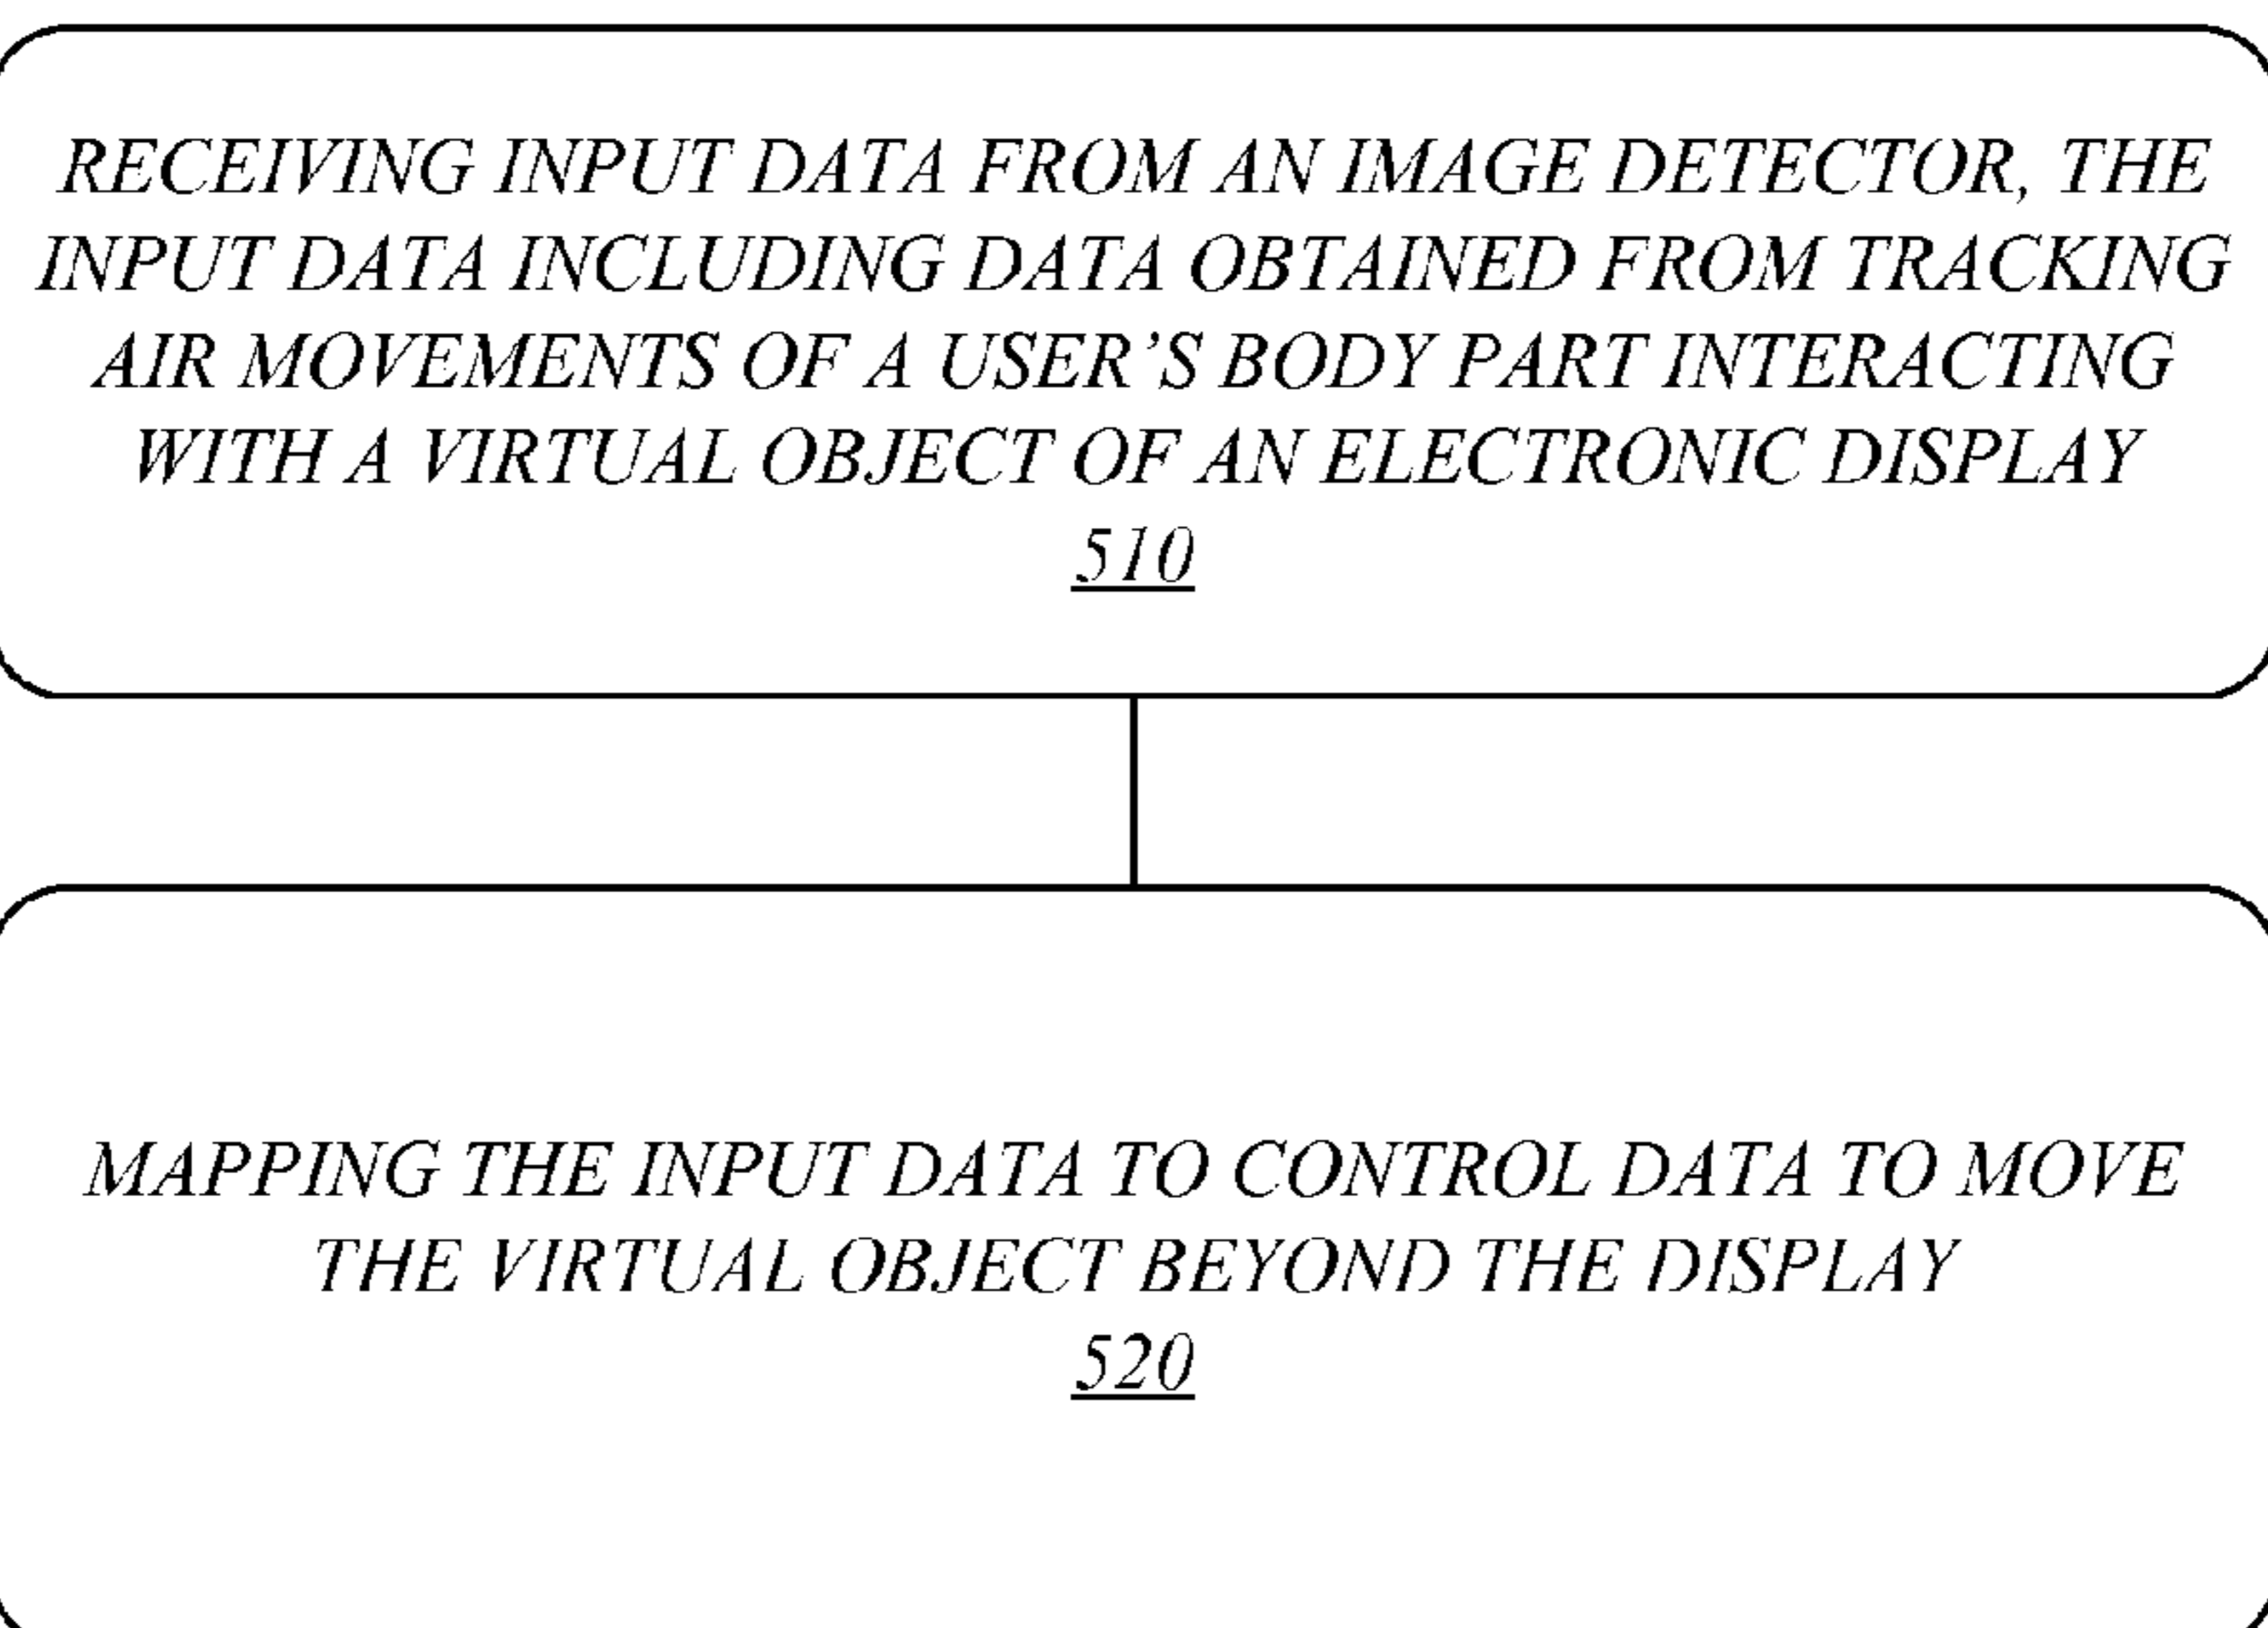 RECEIVING INPUT DATA FROM AN IMAGE DETECTOR, THE
INPUT DATA INCLUDING DATA OBTAINED FROM TRACKING
AIR MOVEMENTS OF A USER’S BODY PART INTERACTING
WITH A VIRTUAL OBJECT OF AN ELECTRONIC DISPLAY
510
MAPPING THE INPUT DATA TO CONTROL DATA TO MOVE
THE VIRTUAL OBJECT BEYOND THE DISPLAY
520